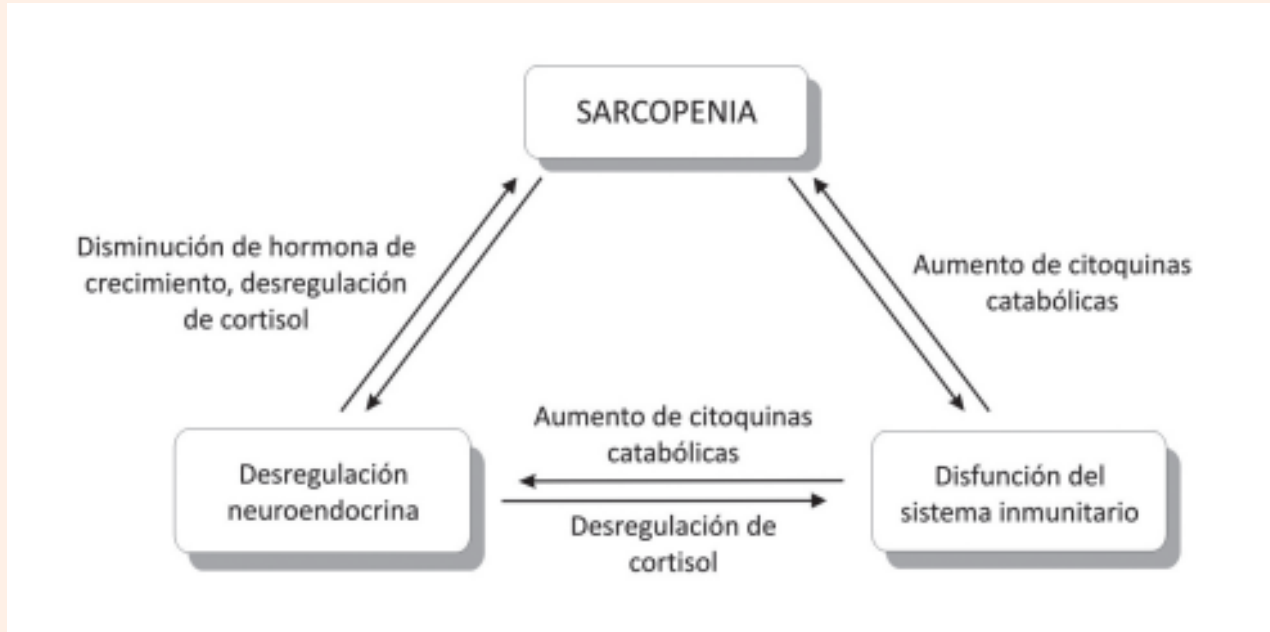 SARCOPENIA
Disminución de hormona de
crecimiento, desregulación
de cortisol
Aumento de citoquinas
catabólicas
Aumento de citoquinas
catabólicas
Desregulación
neuroendocrina
Desregulación de
cortisol
Disfunción del
sistema inmunitario